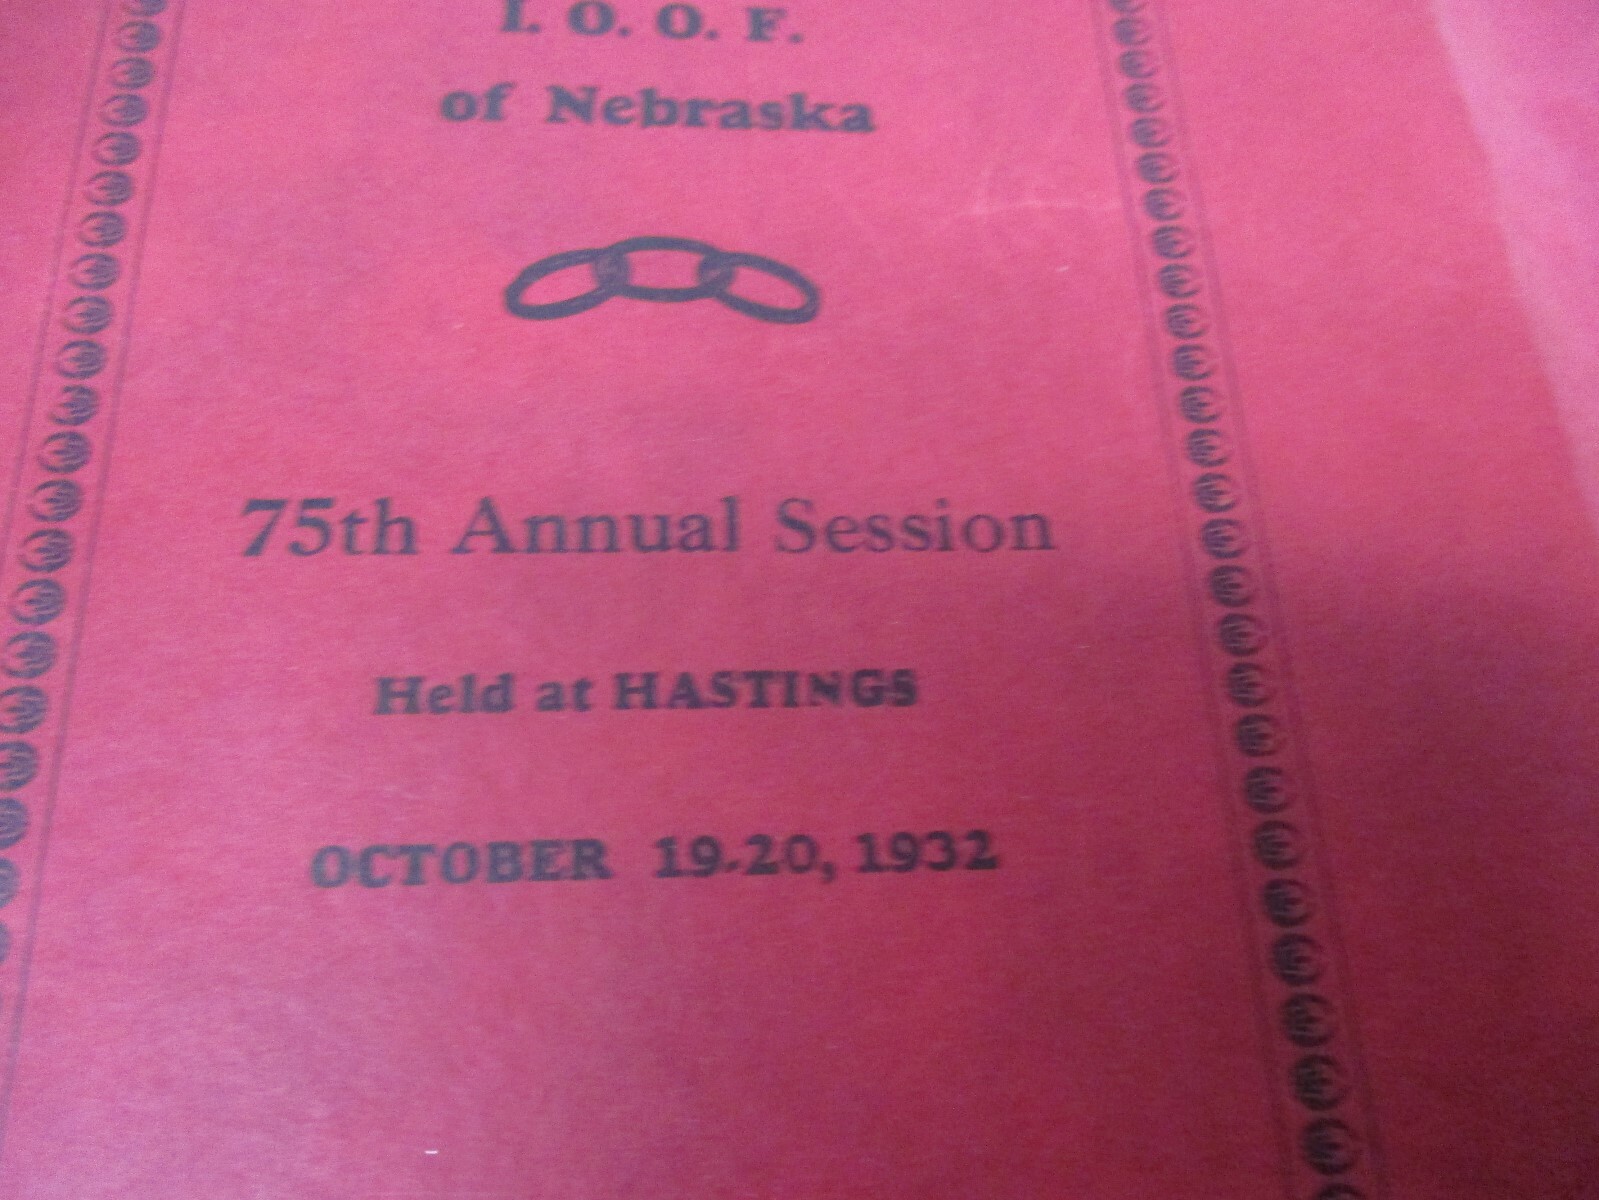 I. O. O. F.
of Nebraska
75th Annual Session
Held at HASTINGS
OCTOBER 19-20, 1932